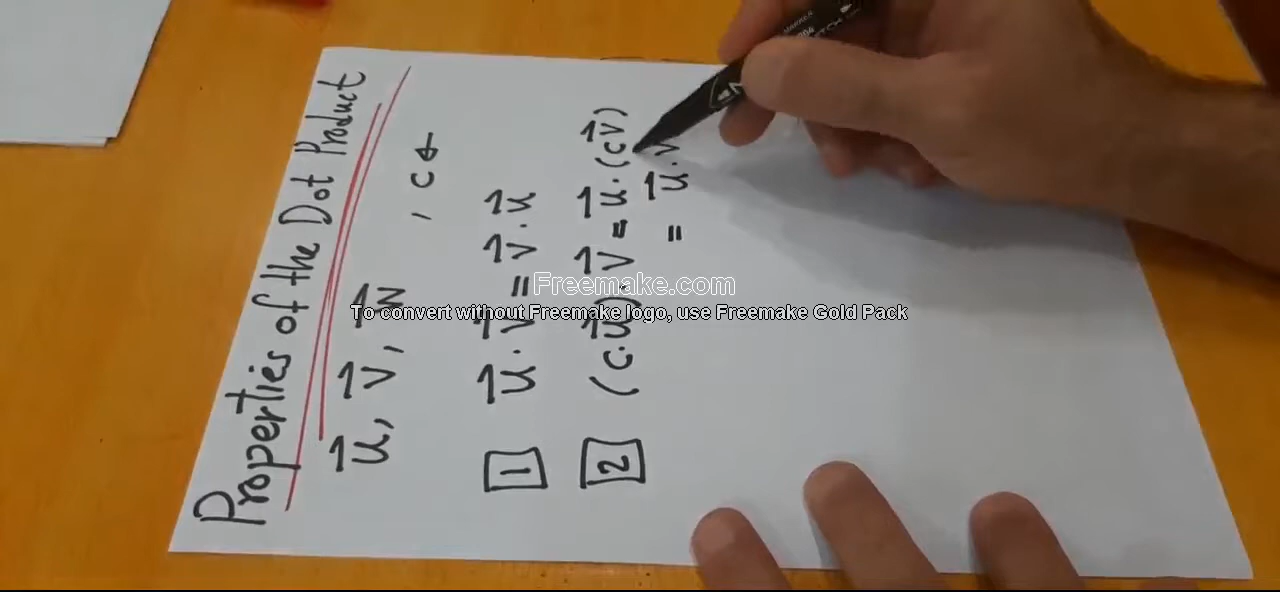 Properties of the Dot Product
u⃗, v⃗, w⃗ , c ←
1 u⃗ · v⃗ = v⃗ · u⃗
2 (c·u⃗) · v⃗ = u⃗ · (cv⃗)
= u⃗ · v
Freemake.com
To convert without Freemake logo, use Freemake Gold Pack
MARKER